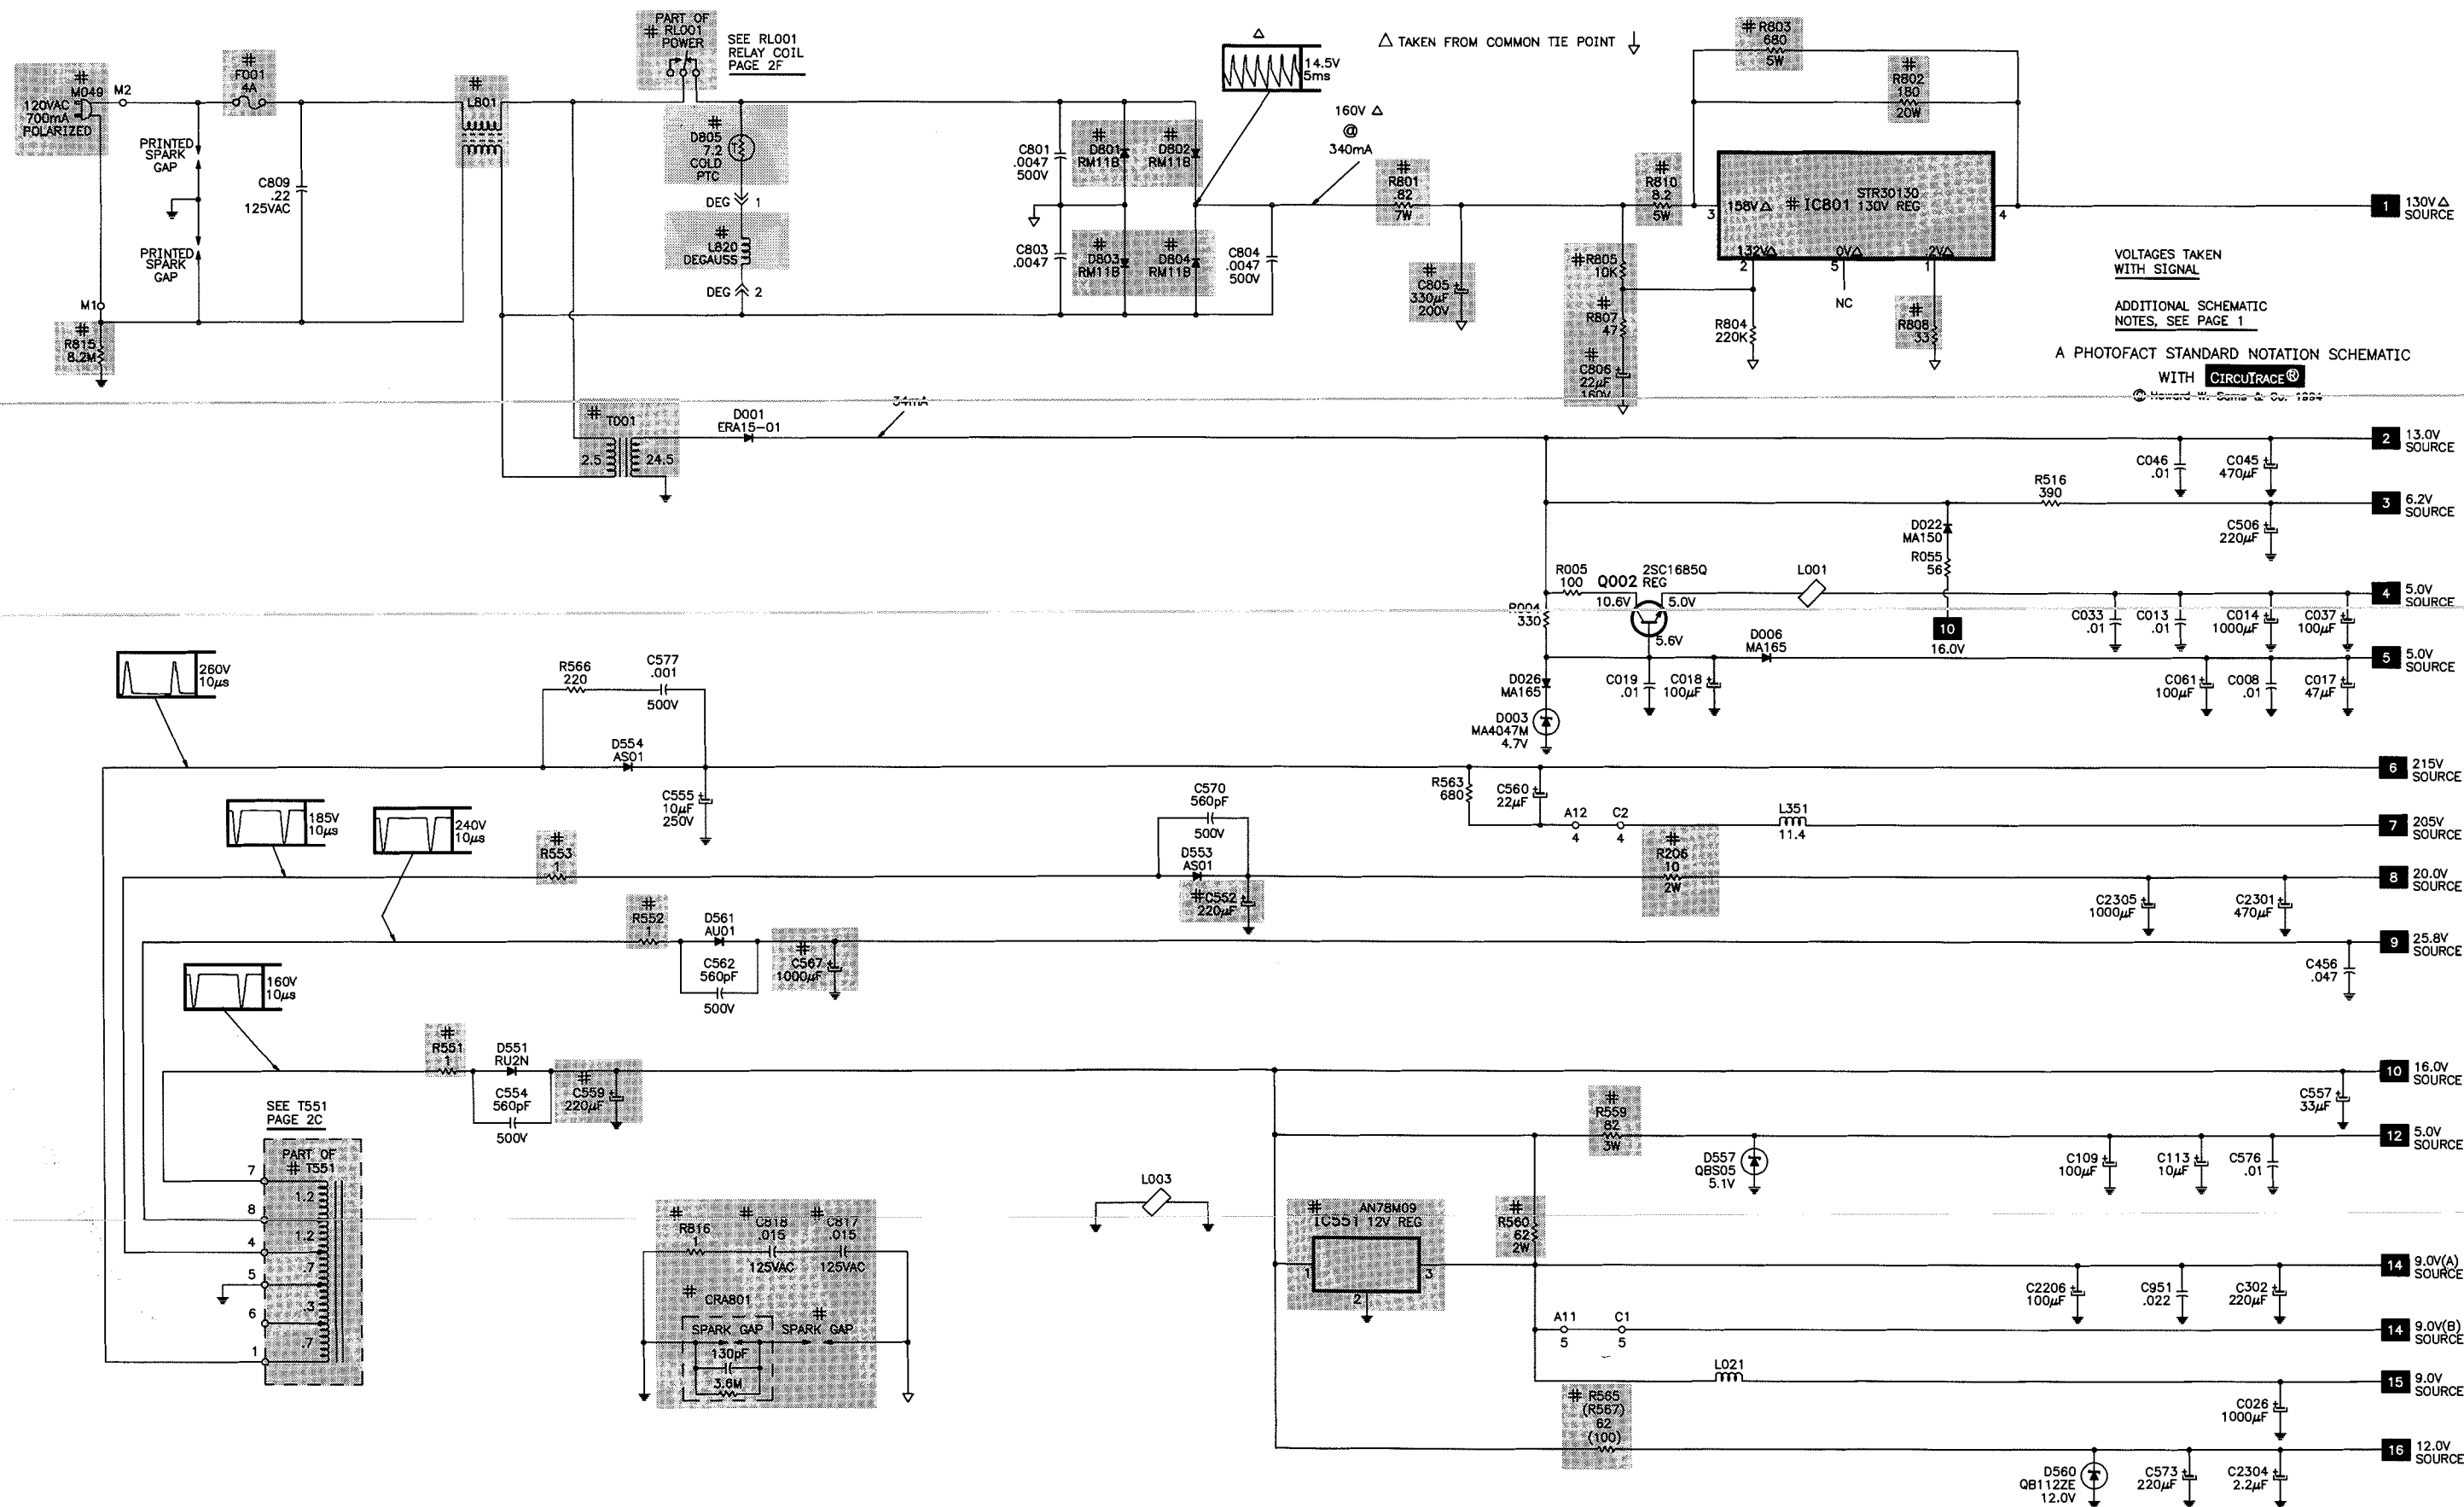 #
M049
120VAC
700mA
POLARIZED
M2
M1
#
R815
8.2M
PRINTED
SPARK
GAP
PRINTED
SPARK
GAP
#
F001
4A
C809
.22
125VAC
#
L801
PART OF
# RL001
POWER
SEE RL001
RELAY COIL
PAGE 2F
#
D805
7.2
COLD
PTC
DEG 1
#
L820
DEGAUSS
DEG 2
C801
.0047
500V
C803
.0047
#
D801
RM11B
#
D802
RM11B
#
D803
RM11B
#
D804
RM11B
C804
.0047
500V
△
14.5V
5ms
△ TAKEN FROM COMMON TIE POINT
160V △
@
340mA
#
R801
.82
7W
#
C805
330µF
200V
#
R810
8.2
5W
#R805
10K
#
R807
47
#
C806
22µF
160V
# R803
680
5W
#
R802
180
20W
STR30130
# IC801 130V REG
158V△
3
4
132V△
2
0V△
5
NC
.2V△
1
R804
220K
#
R808
33
1 130V△
SOURCE
VOLTAGES TAKEN
WITH SIGNAL
ADDITIONAL SCHEMATIC
NOTES, SEE PAGE 1
A PHOTOFACT STANDARD NOTATION SCHEMATIC
WITH CIRCUITRACE®
© Howard W. Sams & Co. 1994
#
T001
2.5
24.5
D001
ERA15-01
34mA
2 13.0V
SOURCE
C046
.01
C045
470µF
R516
390
3 6.2V
SOURCE
D022
MA150
R055
56
10
16.0V
C506
220µF
R005
100
Q002
2SC1685Q
REG
10.6V
5.0V
5.6V
L001
R004
330
4 5.0V
SOURCE
C033
.01
C013
.01
C014
1000µF
C037
100µF
D006
MA165
5 5.0V
SOURCE
D026
MA165
D003
MA4047M
4.7V
C019
.01
C018
100µF
C061
100µF
C008
.01
C017
47µF
260V
10µs
R566
220
C577
.001
500V
D554
AS01
C555
10µF
250V
6 215V
SOURCE
R563
680
C560
22µF
A12
4
C2
4
L351
11.4
7 205V
SOURCE
185V
10µs
240V
10µs
#
R553
1
C570
560pF
500V
D553
AS01
#C552
220µF
#
R206
10
2W
8 20.0V
SOURCE
C2305
1000µF
C2301
470µF
#
R552
1
D561
AU01
C562
560pF
500V
#
C567
1000µF
9 25.8V
SOURCE
C456
.047
160V
10µs
#
R551
1
D551
RU2N
C554
560pF
500V
#
C559
220µF
10 16.0V
SOURCE
C557
33µF
SEE T551
PAGE 2C
PART OF
# T551
7
1.2
8
1.2
4
.7
5
.3
6
.7
1
#
R559
82
3W
D557
QBS05
5.1V
12 5.0V
SOURCE
C109
100µF
C113
10µF
C576
.01
L003
#
R816
1
#
C818
.015
125VAC
#
C817
.015
125VAC
#
CRA801
#
SPARK GAP
SPARK GAP
130pF
3.6M
# AN78M09
IC551 12V REG
1
3
2
#
R560
62
2W
14 9.0V(A)
SOURCE
C2206
100µF
C951
.022
C302
220µF
A11
5
C1
5
14 9.0V(B)
SOURCE
L021
15 9.0V
SOURCE
C026
1000µF
# R565
(R567)
62
(100)
16 12.0V
SOURCE
D560
QB112ZE
12.0V
C573
220µF
C2304
2.2µF